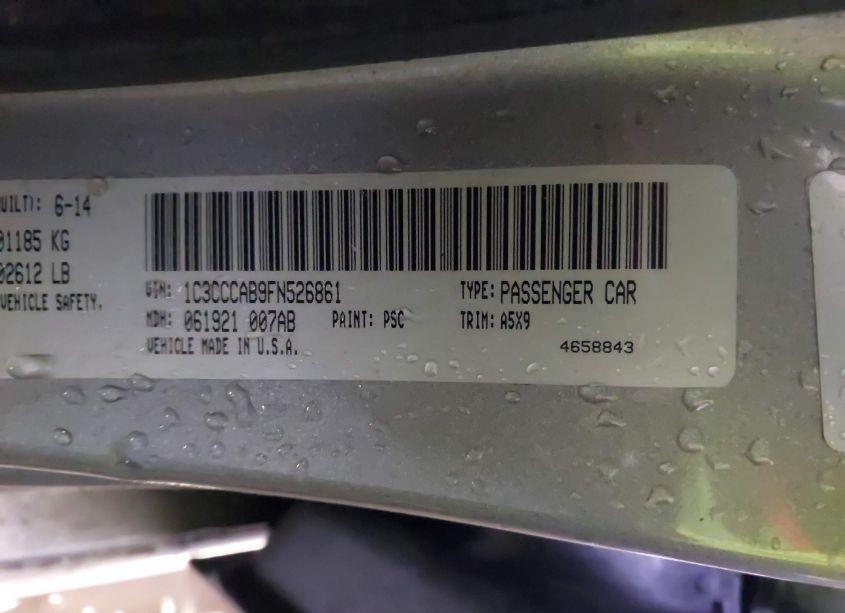 UILT): 6-14
01185 KG
02612 LB
VEHICLE SAFETY.
VIN: 1C3CCCAB9FN526861 TYPE: PASSENGER CAR
MDH: 061921 007AB PAINT: PSC TRIM: A5X9
VEHICLE MADE IN U.S.A. 4658843